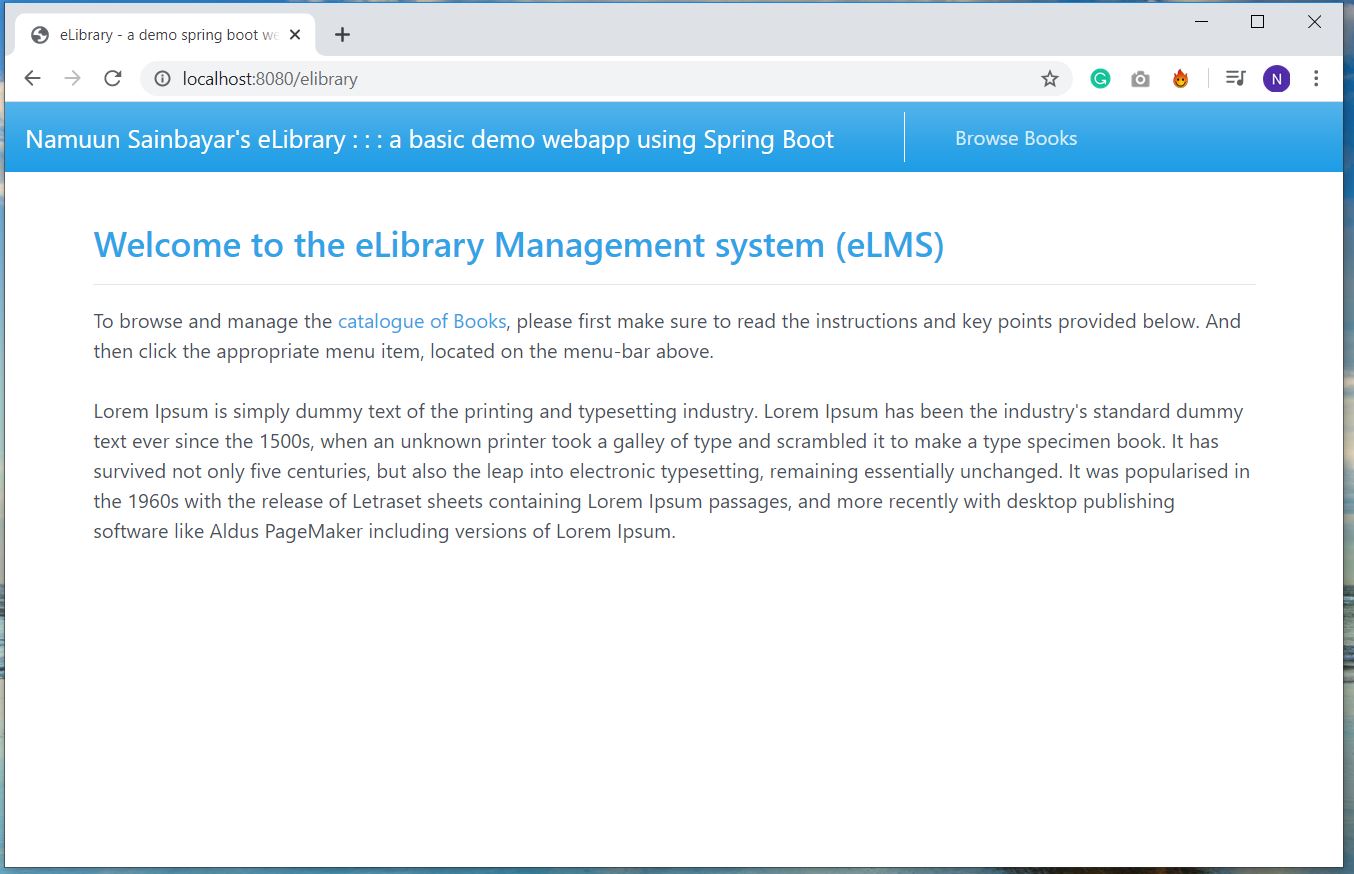 eLibrary - a demo spring boot we
localhost:8080/elibrary
N
Namuun Sainbayar's eLibrary : : : a basic demo webapp using Spring Boot
Browse Books
Welcome to the eLibrary Management system (eLMS)
To browse and manage the catalogue of Books, please first make sure to read the instructions and key points provided below. And
then click the appropriate menu item, located on the menu-bar above.
Lorem Ipsum is simply dummy text of the printing and typesetting industry. Lorem Ipsum has been the industry's standard dummy
text ever since the 1500s, when an unknown printer took a galley of type and scrambled it to make a type specimen book. It has
survived not only five centuries, but also the leap into electronic typesetting, remaining essentially unchanged. It was popularised in
the 1960s with the release of Letraset sheets containing Lorem Ipsum passages, and more recently with desktop publishing
software like Aldus PageMaker including versions of Lorem Ipsum.